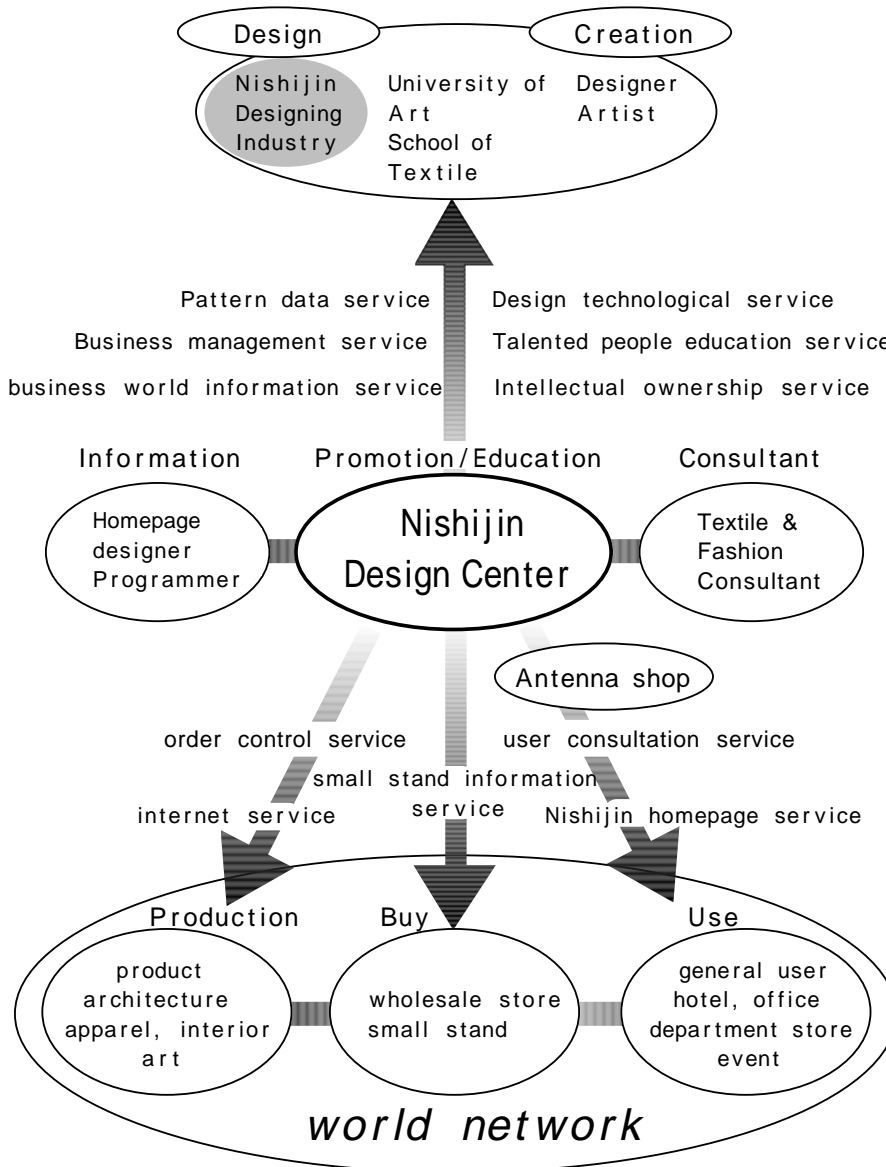 Design
Creation
Nishijin
Designing
Industry
University of
Art
School of
Textile
Designer
Artist
Pattern data service
Design technological service
Business management service
Talented people education service
business world information service
Intellectual ownership service
Information
Promotion/Education
Consultant
Homepage
designer
Programmer
Nishijin
Design Center
Textile &
Fashion
Consultant
Antenna shop
order control service
user consultation service
small stand information
service
internet service
Nishijin homepage service
Production
Buy
Use
product
architecture
apparel, interior
art
wholesale store
small stand
general user
hotel, office
department store
event
world network